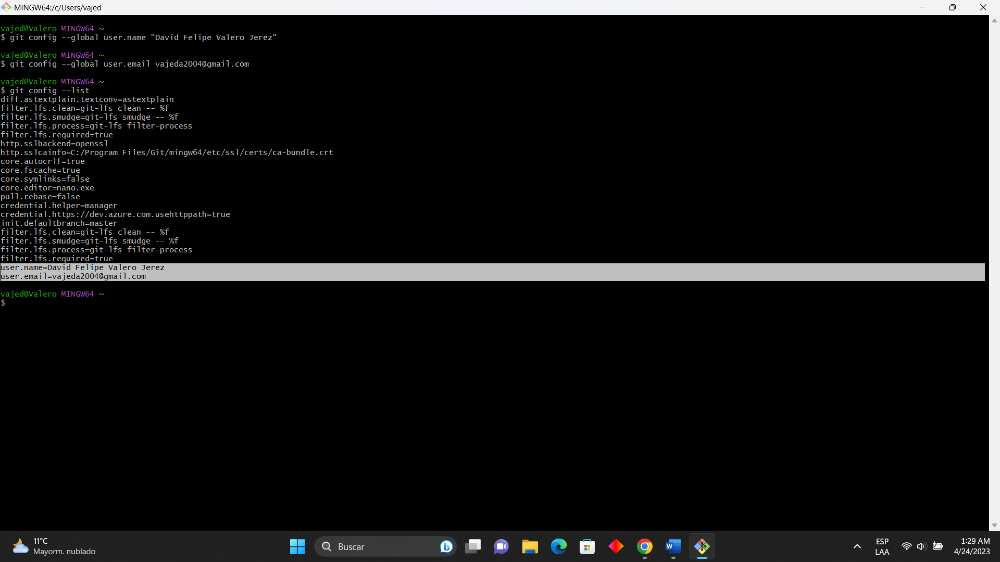 MINGW64:/c/Users/vajed
vajed@Valero MINGW64 ~
$ git config --global user.name "David Felipe Valero Jerez"
vajed@Valero MINGW64 ~
$ git config --global user.email vajeda2004@gmail.com
vajed@Valero MINGW64 ~
$ git config --list
diff.astextplain.textconv=astextplain
filter.lfs.clean=git-lfs clean -- %f
filter.lfs.smudge=git-lfs smudge -- %f
filter.lfs.process=git-lfs filter-process
filter.lfs.required=true
http.sslbackend=openssl
http.sslcainfo=C:/Program Files/Git/mingw64/etc/ssl/certs/ca-bundle.crt
core.autocrlf=true
core.fscache=true
core.symlinks=false
core.editor=nano.exe
pull.rebase=false
credential.helper=manager
credential.https://dev.azure.com.usehttppath=true
init.defaultbranch=master
filter.lfs.clean=git-lfs clean -- %f
filter.lfs.smudge=git-lfs smudge -- %f
filter.lfs.process=git-lfs filter-process
filter.lfs.required=true
user.name=David Felipe Valero Jerez
user.email=vajeda2004@gmail.com
vajed@Valero MINGW64 ~
$
11°C
Mayorm. nublado
Buscar
W
ESP
LAA
1:29 AM
4/24/2023